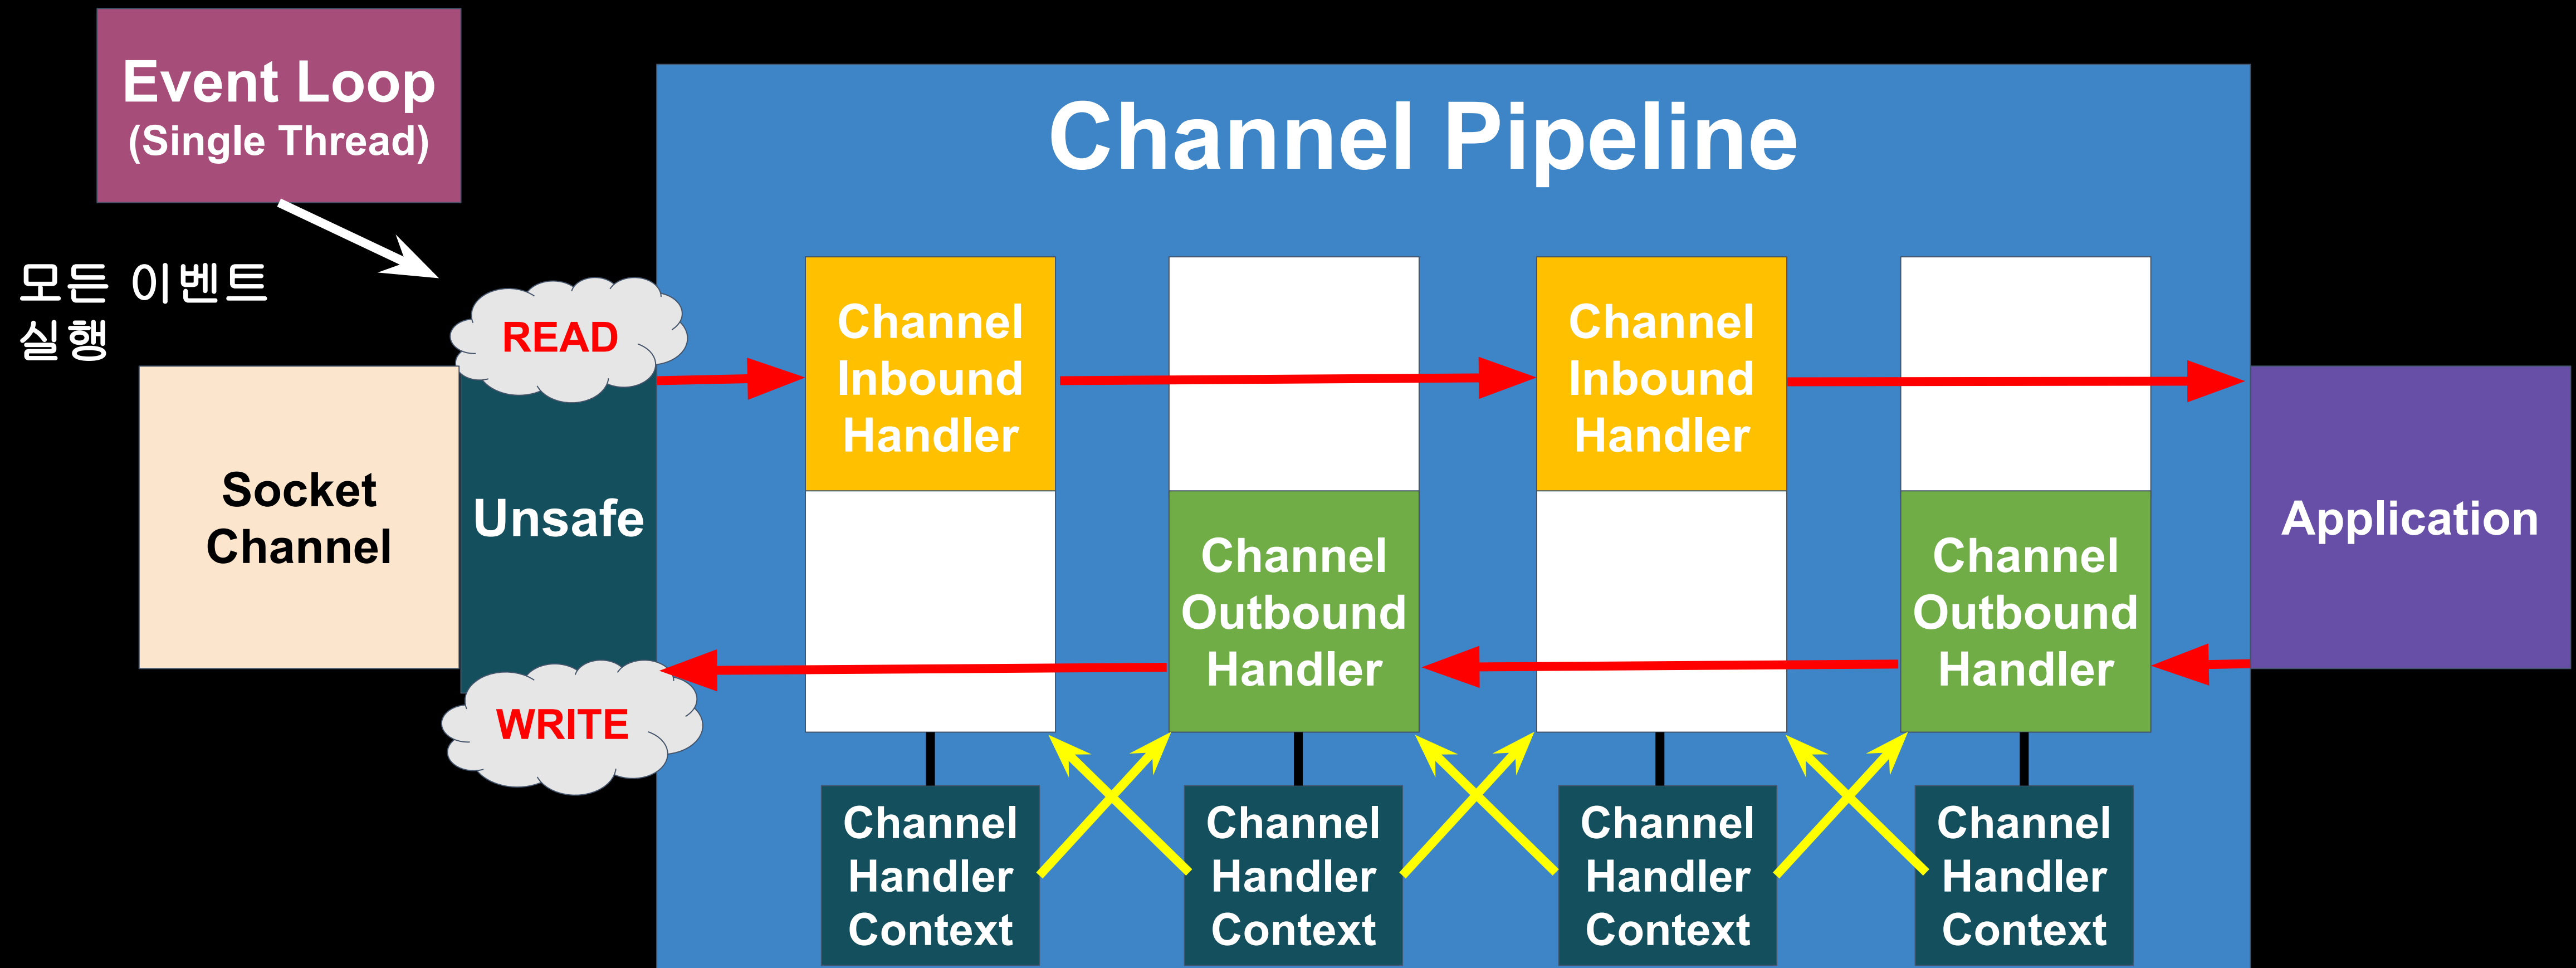 Event Loop
(Single Thread)
Channel Pipeline
모든 이벤트
실행
READ
Channel
Inbound
Handler
Channel
Inbound
Handler
Socket
Channel
Unsafe
Channel
Outbound
Handler
Channel
Outbound
Handler
Application
WRITE
Channel
Handler
Context
Channel
Handler
Context
Channel
Handler
Context
Channel
Handler
Context